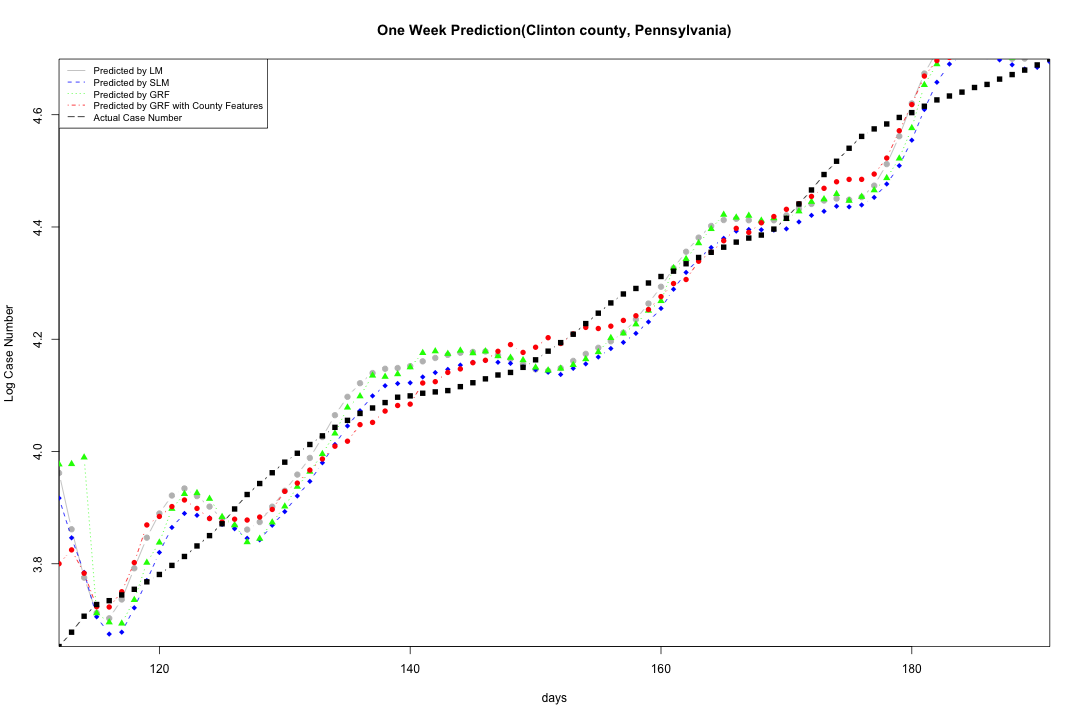 One Week Prediction(Clinton county, Pennsylvania)
Predicted by LM
Predicted by SLM
Predicted by GRF
Predicted by GRF with County Features
Actual Case Number
Log Case Number
4.6
4.4
4.2
4.0
3.8
120
140
160
180
days